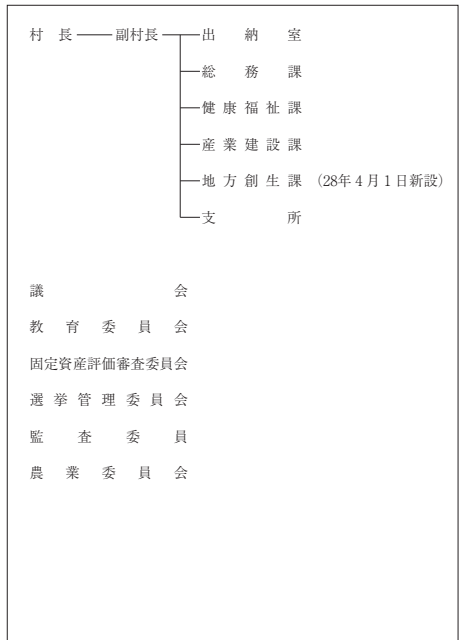 村長 副村長 出納室
総務課
健康福祉課
産業建設課
地方創生課 (28年4月1日新設)
支所
議会
教育委員会
固定資産評価審査委員会
選挙管理委員会
監査委員
農業委員会